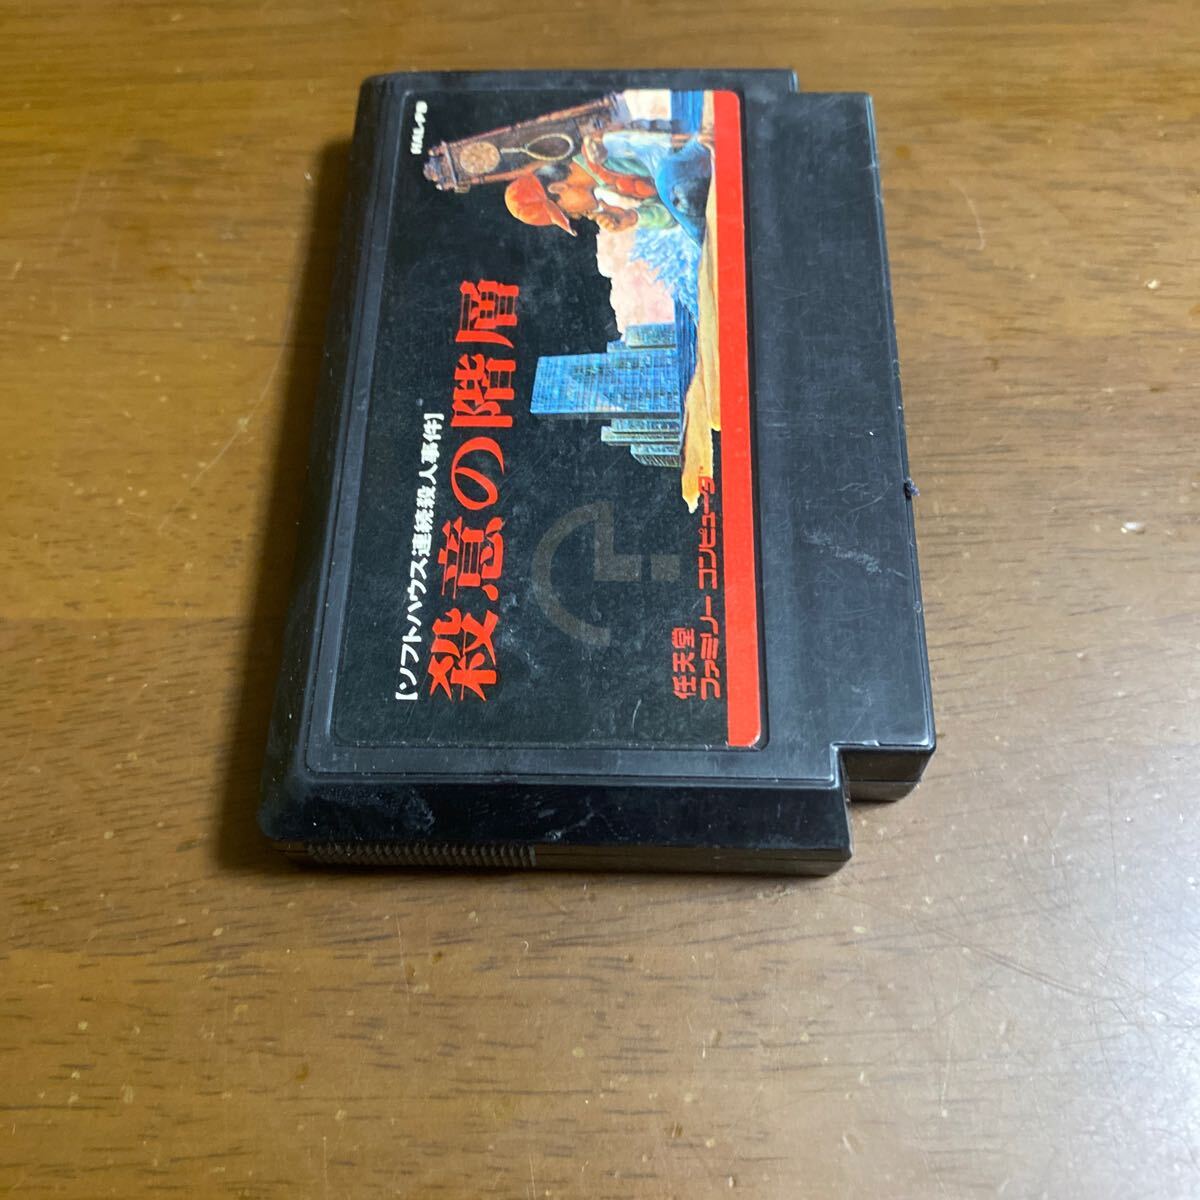 【ソフトハウス連続殺人事件】
殺意の階層
任天堂
ファミリー コンピュータ